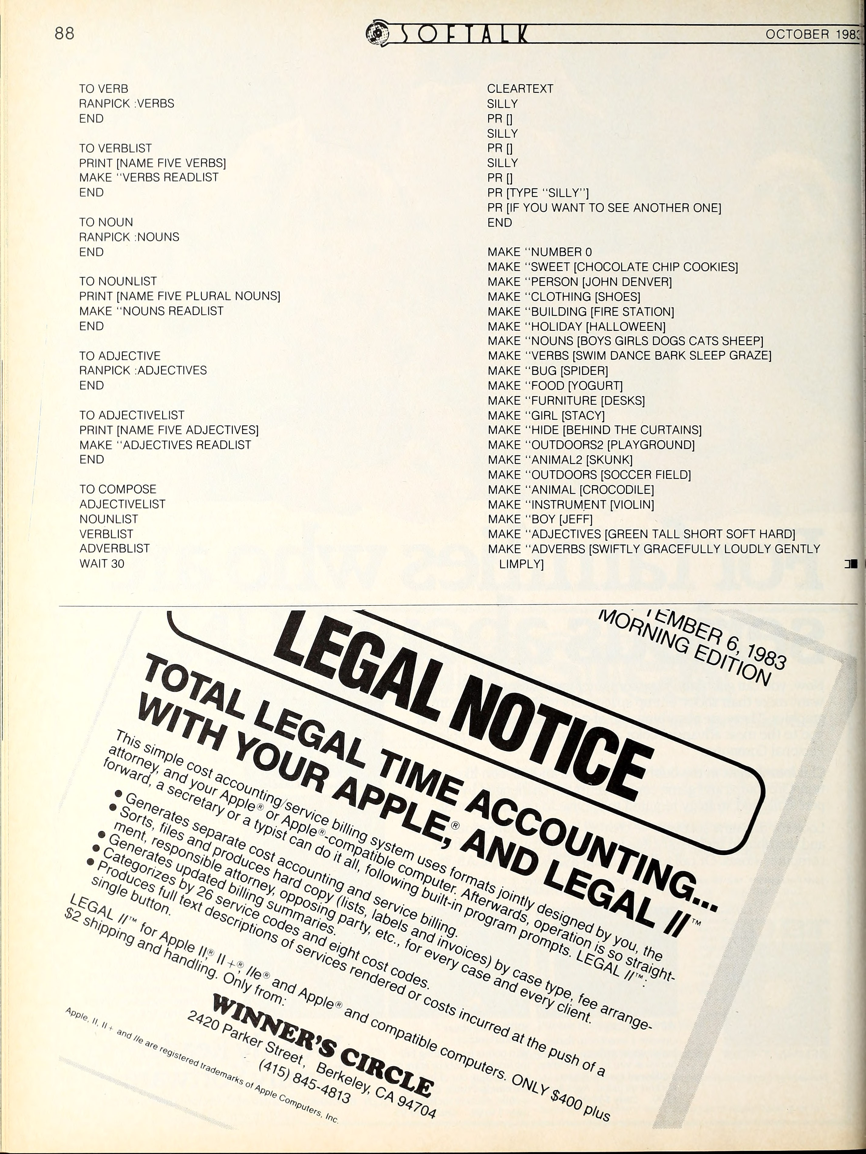 88
SOFTALK
OCTOBER 1983
TO VERB
RANPICK :VERBS
END
TO VERBLIST
PRINT [NAME FIVE VERBS]
MAKE "VERBS READLIST
END
TO NOUN
RANPICK :NOUNS
END
TO NOUNLIST
PRINT [NAME FIVE PLURAL NOUNS]
MAKE "NOUNS READLIST
END
TO ADJECTIVE
RANPICK :ADJECTIVES
END
TO ADJECTIVELIST
PRINT [NAME FIVE ADJECTIVES]
MAKE "ADJECTIVES READLIST
END
TO COMPOSE
ADJECTIVELIST
NOUNLIST
VERBLIST
ADVERBLIST
WAIT 30
CLEARTEXT
SILLY
PR []
SILLY
PR []
SILLY
PR []
PR [TYPE "SILLY"]
PR [IF YOU WANT TO SEE ANOTHER ONE]
END
MAKE "NUMBER 0
MAKE "SWEET [CHOCOLATE CHIP COOKIES]
MAKE "PERSON [JOHN DENVER]
MAKE "CLOTHING [SHOES]
MAKE "BUILDING [FIRE STATION]
MAKE "HOLIDAY [HALLOWEEN]
MAKE "NOUNS [BOYS GIRLS DOGS CATS SHEEP]
MAKE "VERBS [SWIM DANCE BARK SLEEP GRAZE]
MAKE "BUG [SPIDER]
MAKE "FOOD [YOGURT]
MAKE "FURNITURE [DESKS]
MAKE "GIRL [STACY]
MAKE "HIDE [BEHIND THE CURTAINS]
MAKE "OUTDOORS2 [PLAYGROUND]
MAKE "ANIMAL2 [SKUNK]
MAKE "OUTDOORS [SOCCER FIELD]
MAKE "ANIMAL [CROCODILE]
MAKE "INSTRUMENT [VIOLIN]
MAKE "BOY [JEFF]
MAKE "ADJECTIVES [GREEN TALL SHORT SOFT HARD]
MAKE "ADVERBS [SWIFTLY GRACEFULLY LOUDLY GENTLY
LIMPLY]
TEMBER 6, 1983
MORNING EDITION
LEGAL NOTICE
TOTAL LEGAL TIME ACCOUNTING...
WITH YOUR APPLE,® AND LEGAL II™
This simple cost accounting/service billing system uses formats jointly designed by you, the
attorney, and your Apple® or Apple®-compatible computer. Afterwards, operation is so straight-
forward, a secretary or a typist can do it all, following built-in program prompts. LEGAL II™:
• Generates separate cost accounting and service billing.
• Sorts, files and produces hard copy (lists, labels and invoices) by case type, fee arrange-
ment, responsible attorney, opposing party, etc., for every case and every client.
• Generates updated billing summaries.
• Categorizes by 26 service codes and eight cost codes.
• Produces full text descriptions of services rendered or costs incurred at the push of a
single button.
LEGAL II™ for Apple II,® II+,® IIe® and Apple® and compatible computers. ONLY $400 plus
$2 shipping and handling. Only from:
WINNER'S CIRCLE
2420 Parker Street, Berkeley, CA 94704
(415) 845-4813
Apple, II, II+ and IIe are registered trademarks of Apple Computers, Inc.